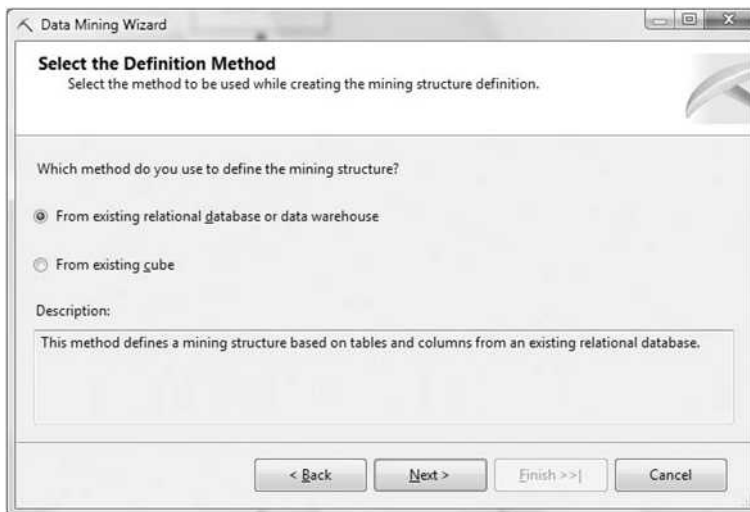 Data Mining Wizard
Select the Definition Method
Select the method to be used while creating the mining structure definition.
Which method do you use to define the mining structure?
From existing relational database or data warehouse
From existing cube
Description:
This method defines a mining structure based on tables and columns from an existing relational database.
< Back Next > Finish >>| Cancel